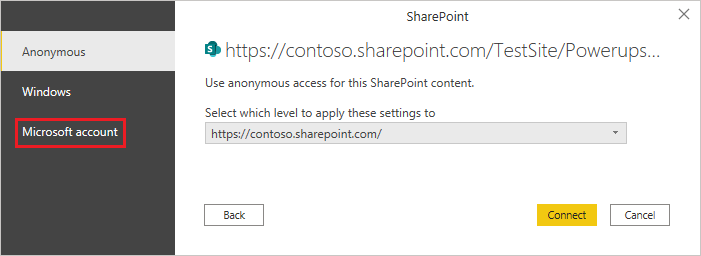 SharePoint
Anonymous
Windows
Microsoft account
https://contoso.sharepoint.com/TestSite/Powerups...
Use anonymous access for this SharePoint content.
Select which level to apply these settings to
https://contoso.sharepoint.com/
Back
Connect
Cancel